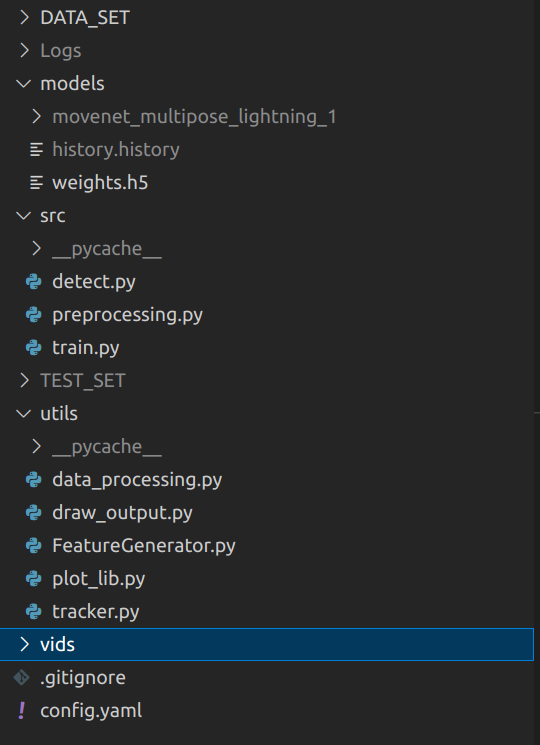 DATA_SET
Logs
models
movenet_multipose_lightning_1
history.history
weights.h5
src
__pycache__
detect.py
preprocessing.py
train.py
TEST_SET
utils
__pycache__
data_processing.py
draw_output.py
FeatureGenerator.py
plot_lib.py
tracker.py
vids
.gitignore
! config.yaml